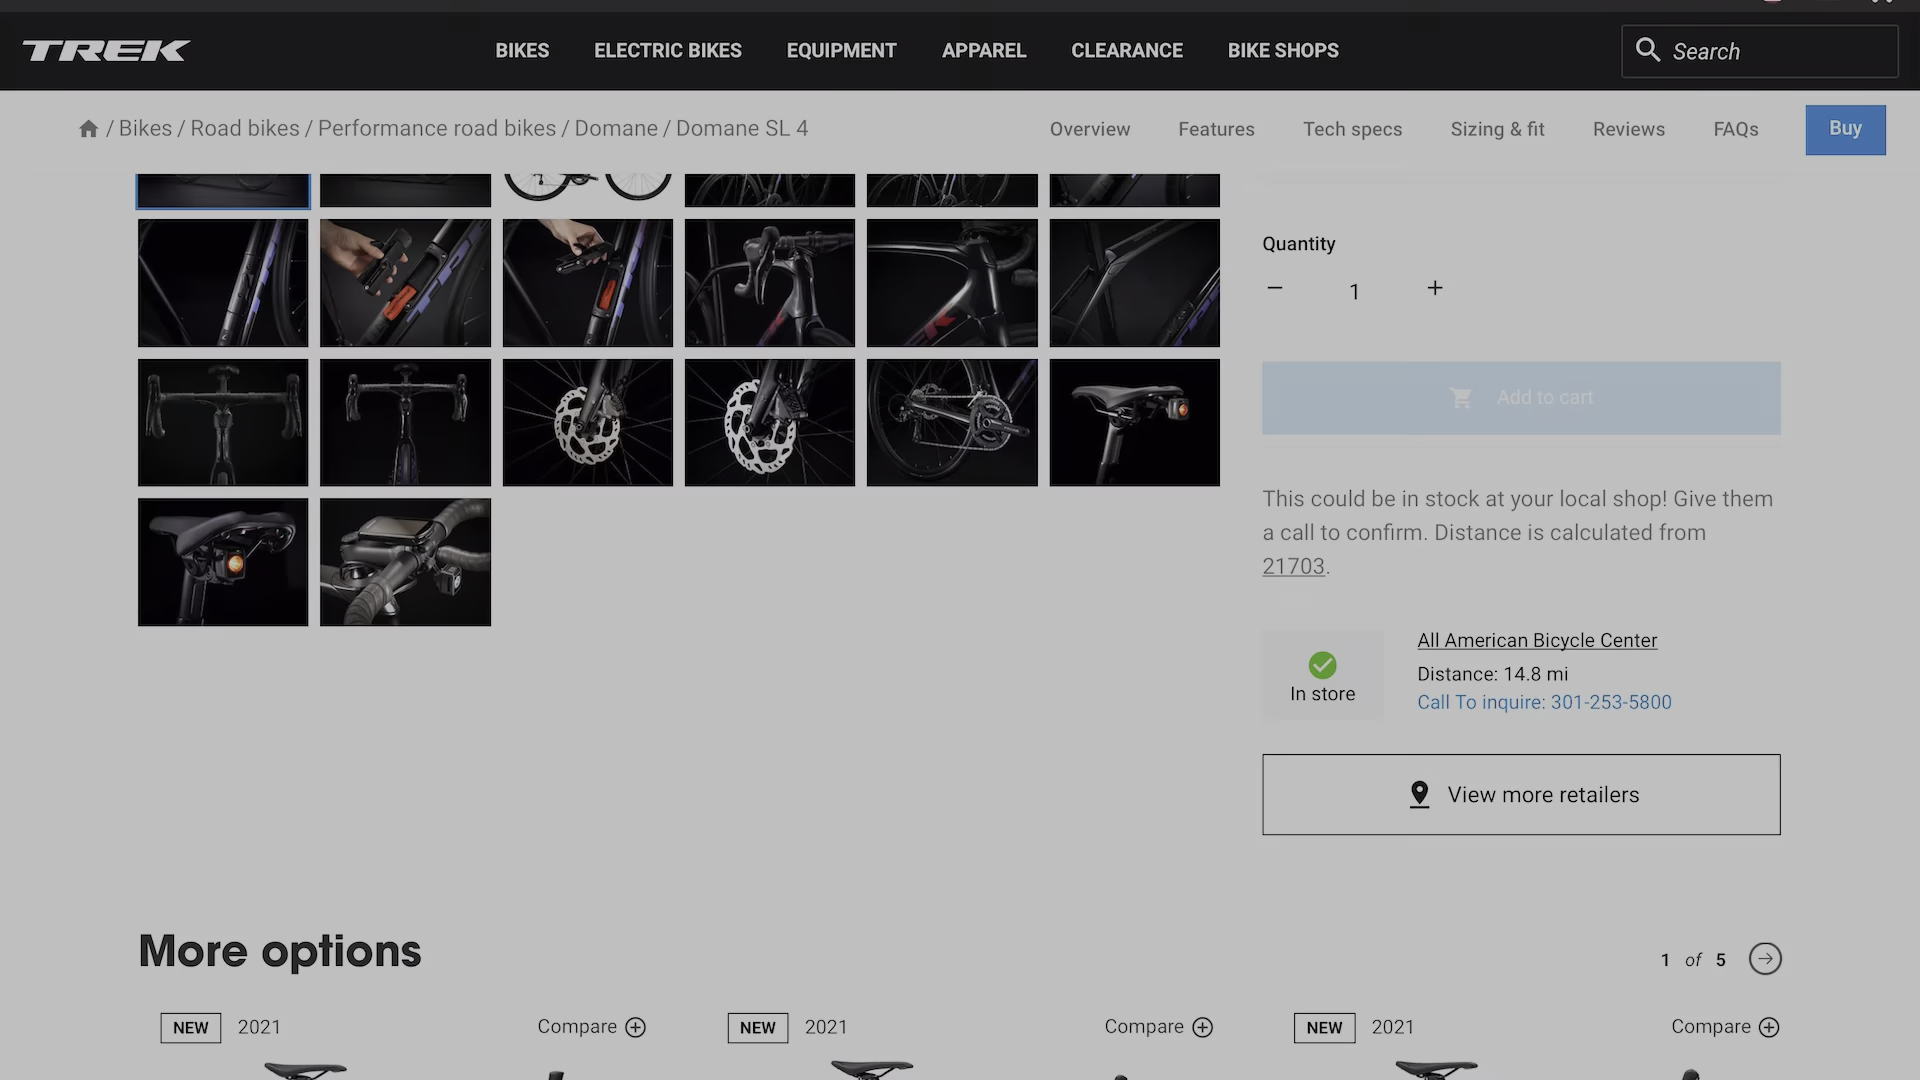 TREK
BIKES
ELECTRIC BIKES
EQUIPMENT
APPAREL
CLEARANCE
BIKE SHOPS
Search
/ Bikes / Road bikes / Performance road bikes / Domane / Domane SL 4
Overview
Features
Tech specs
Sizing & fit
Reviews
FAQs
Buy
Quantity
− 1 +
Add to cart
This could be in stock at your local shop! Give them
a call to confirm. Distance is calculated from
21703.
In store
All American Bicycle Center
Distance: 14.8 mi
Call To inquire: 301-253-5800
View more retailers
More options
1 of 5
NEW 2021
Compare
NEW 2021
Compare
NEW 2021
Compare